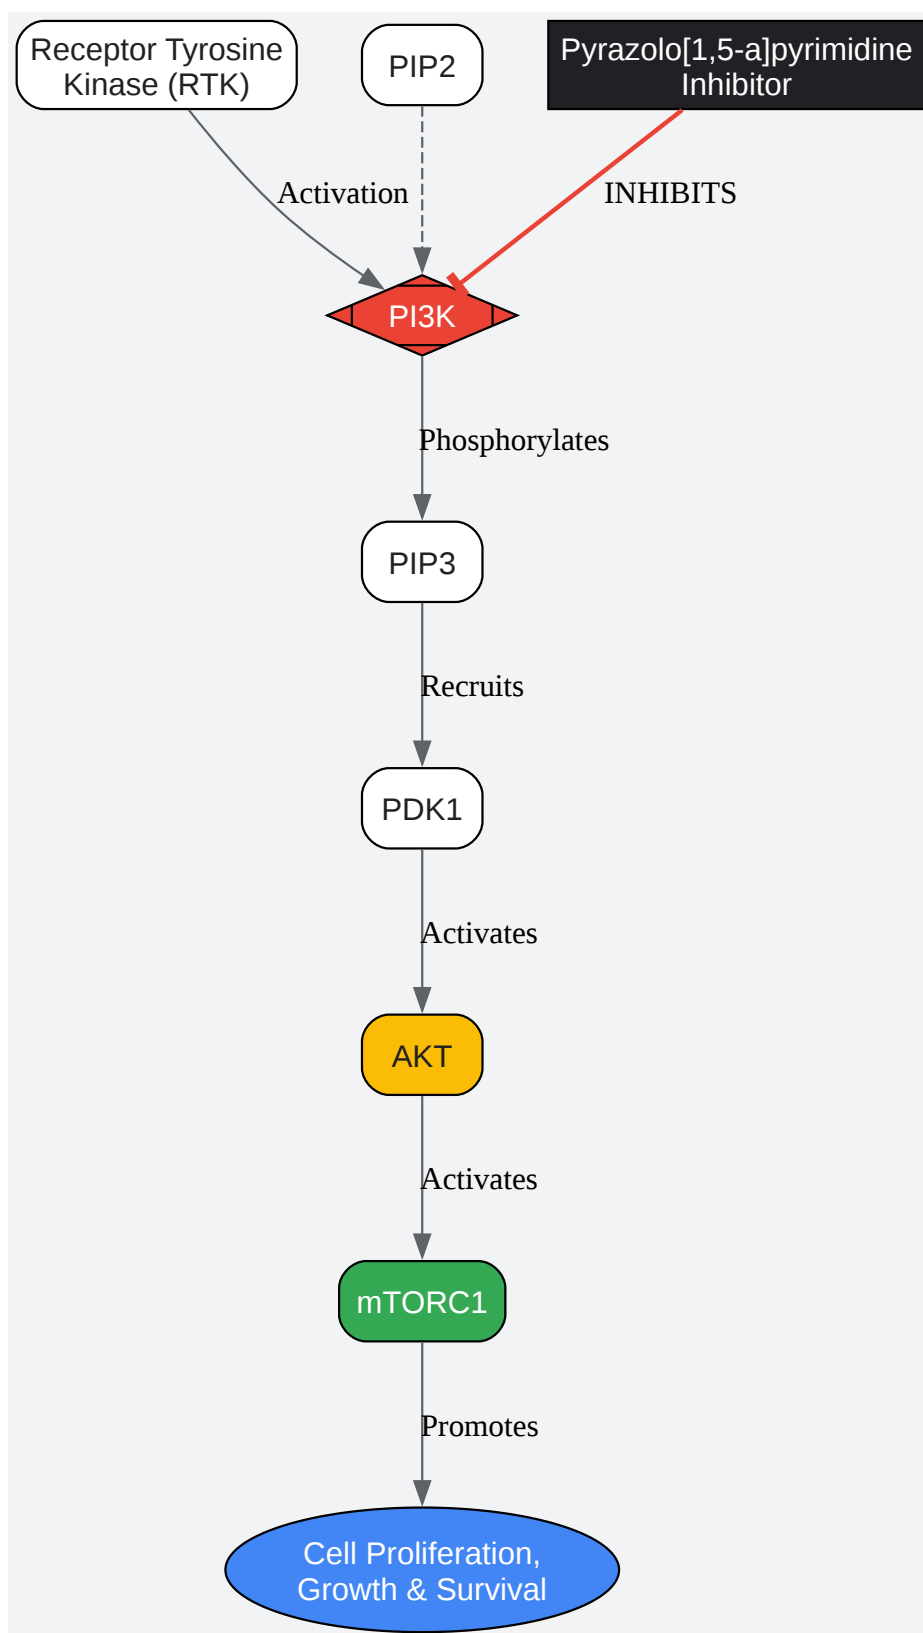 Receptor Tyrosine
Kinase (RTK)
PIP2
Pyrazolo[1,5-a]pyrimidine
Inhibitor
Activation
INHIBITS
PI3K
Phosphorylates
PIP3
Recruits
PDK1
Activates
AKT
Activates
mTORC1
Promotes
Cell Proliferation,
Growth & Survival